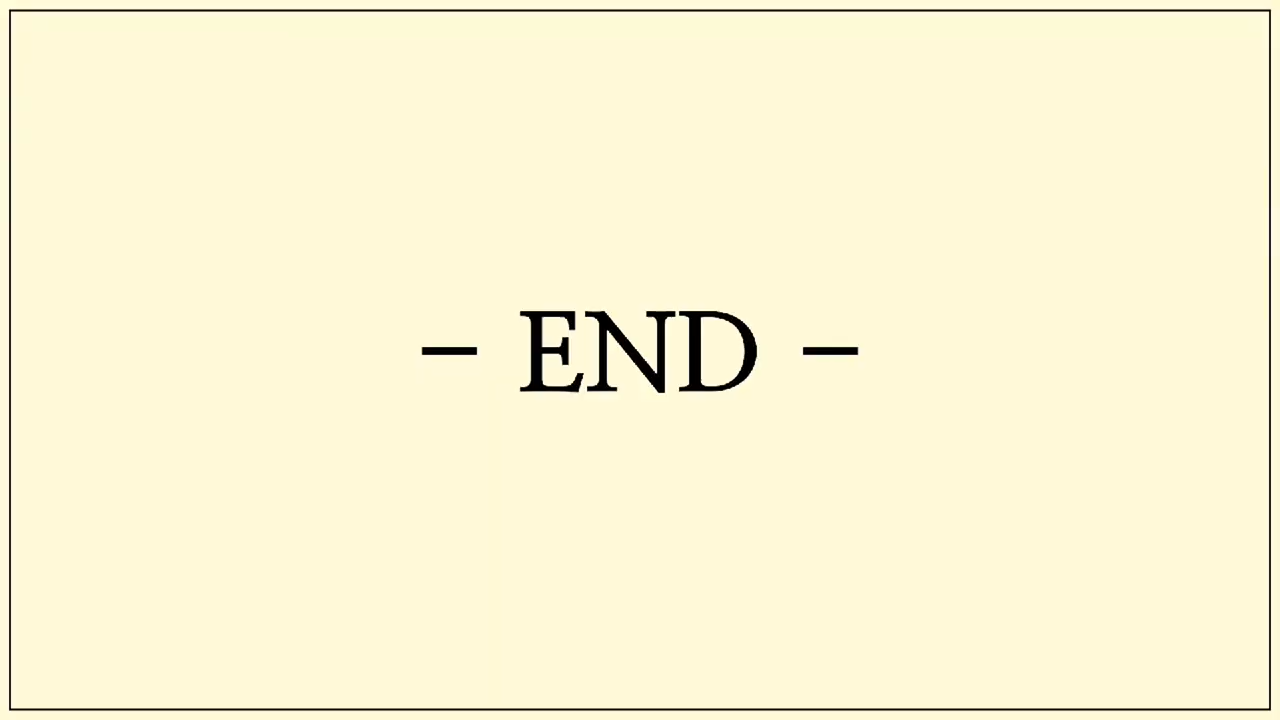 – END –